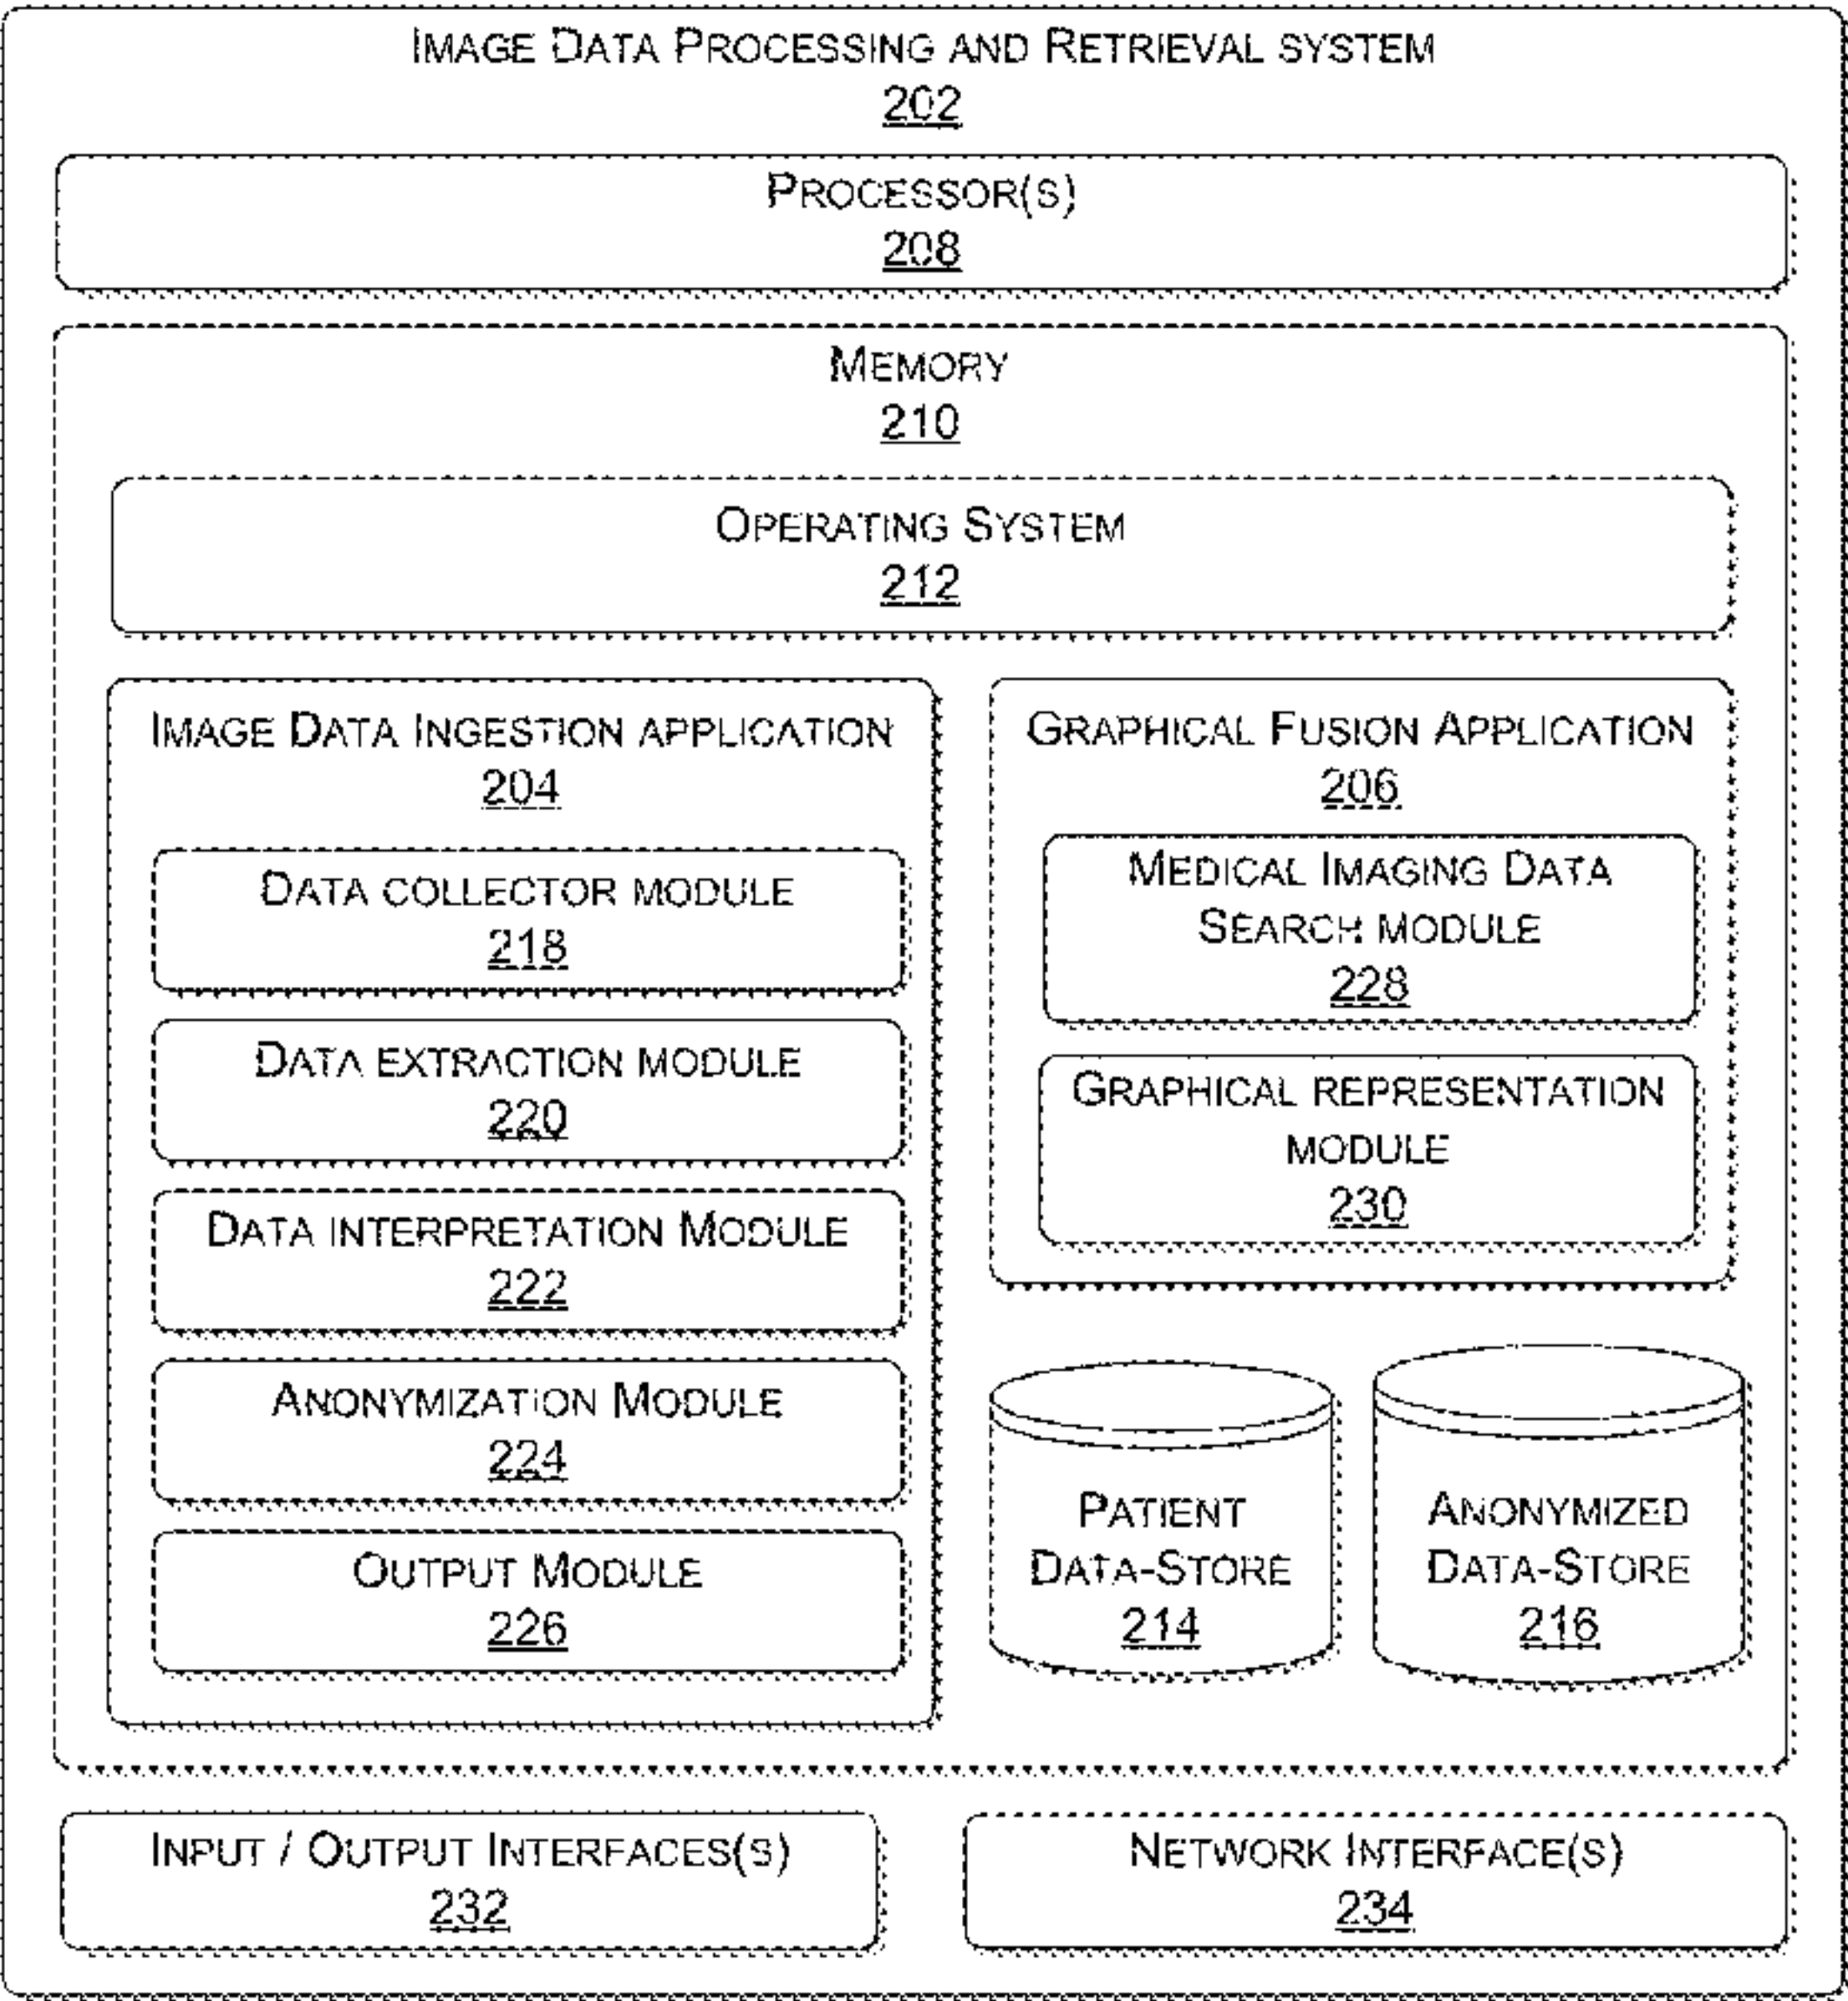 IMAGE DATA PROCESSING AND RETRIEVAL SYSTEM
202
PROCESSOR(S)
208
MEMORY
210
OPERATING SYSTEM
212
IMAGE DATA INGESTION APPLICATION
204
DATA COLLECTOR MODULE
218
DATA EXTRACTION MODULE
220
DATA INTERPRETATION MODULE
222
ANONYMIZATION MODULE
224
OUTPUT MODULE
226
GRAPHICAL FUSION APPLICATION
206
MEDICAL IMAGING DATA
SEARCH MODULE
228
GRAPHICAL REPRESENTATION
MODULE
230
PATIENT
DATA-STORE
214
ANONYMIZED
DATA-STORE
216
INPUT / OUTPUT INTERFACES(S)
232
NETWORK INTERFACE(S)
234